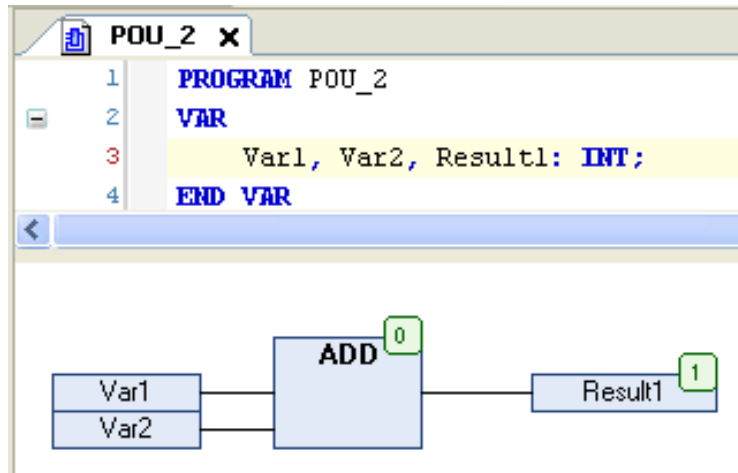 POU_2 x
1 PROGRAM POU_2
2 VAR
3 Var1, Var2, Result1: INT;
4 END_VAR
ADD 0
Var1
Var2
Result1 1